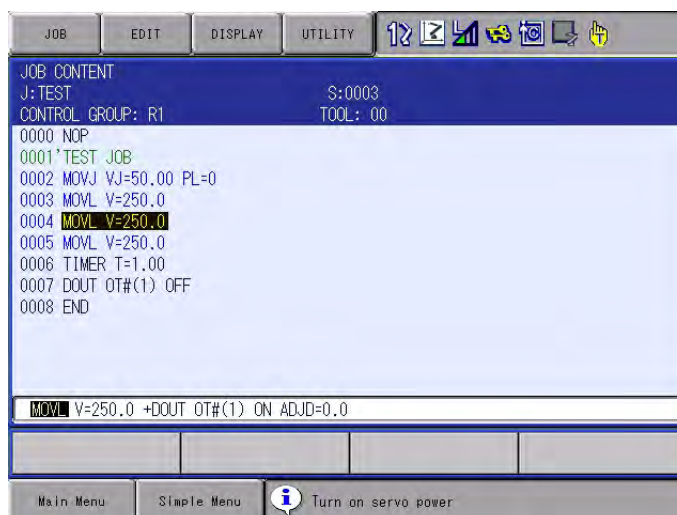 JOB EDIT DISPLAY UTILITY
JOB CONTENT
J:TEST S:0003
CONTROL GROUP: R1 TOOL: 00
0000 NOP
0001'TEST JOB
0002 MOVJ VJ=50.00 PL=0
0003 MOVL V=250.0
0004 MOVL V=250.0
0005 MOVL V=250.0
0006 TIMER T=1.00
0007 DOUT OT#(1) OFF
0008 END
MOVL V=250.0 +DOUT OT#(1) ON ADJD=0.0
Main Menu Simple Menu Turn on servo power